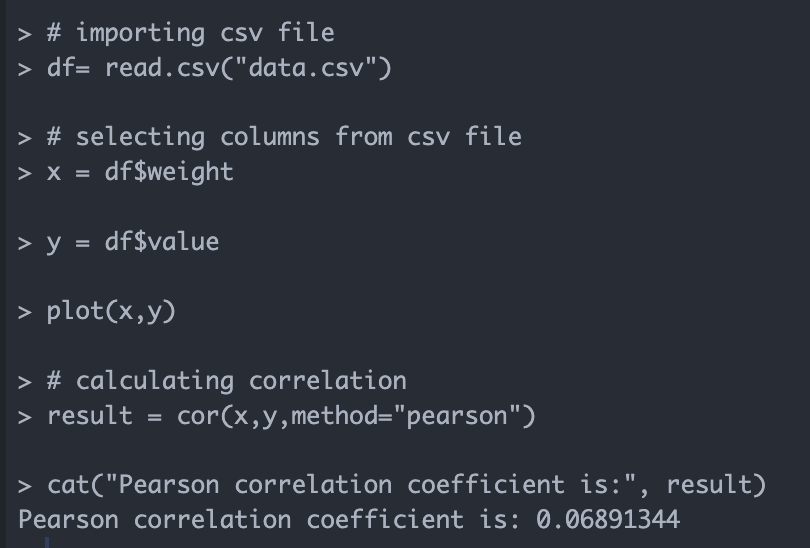 > # importing csv file
> df= read.csv("data.csv")
> # selecting columns from csv file
> x = df$weight
> y = df$value
> plot(x,y)
> # calculating correlation
> result = cor(x,y,method="pearson")
> cat("Pearson correlation coefficient is:", result)
Pearson correlation coefficient is: 0.06891344